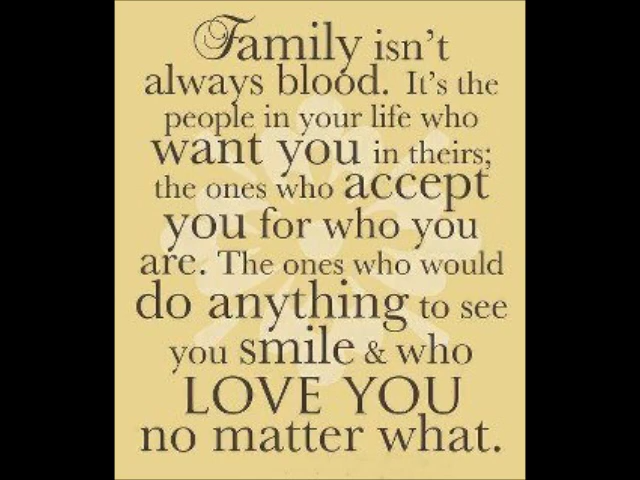 Family isn't
always blood. It's the
people in your life who
want you in theirs;
the ones who accept
you for who you
are. The ones who would
do anything to see
you smile & who
LOVE YOU
no matter what.